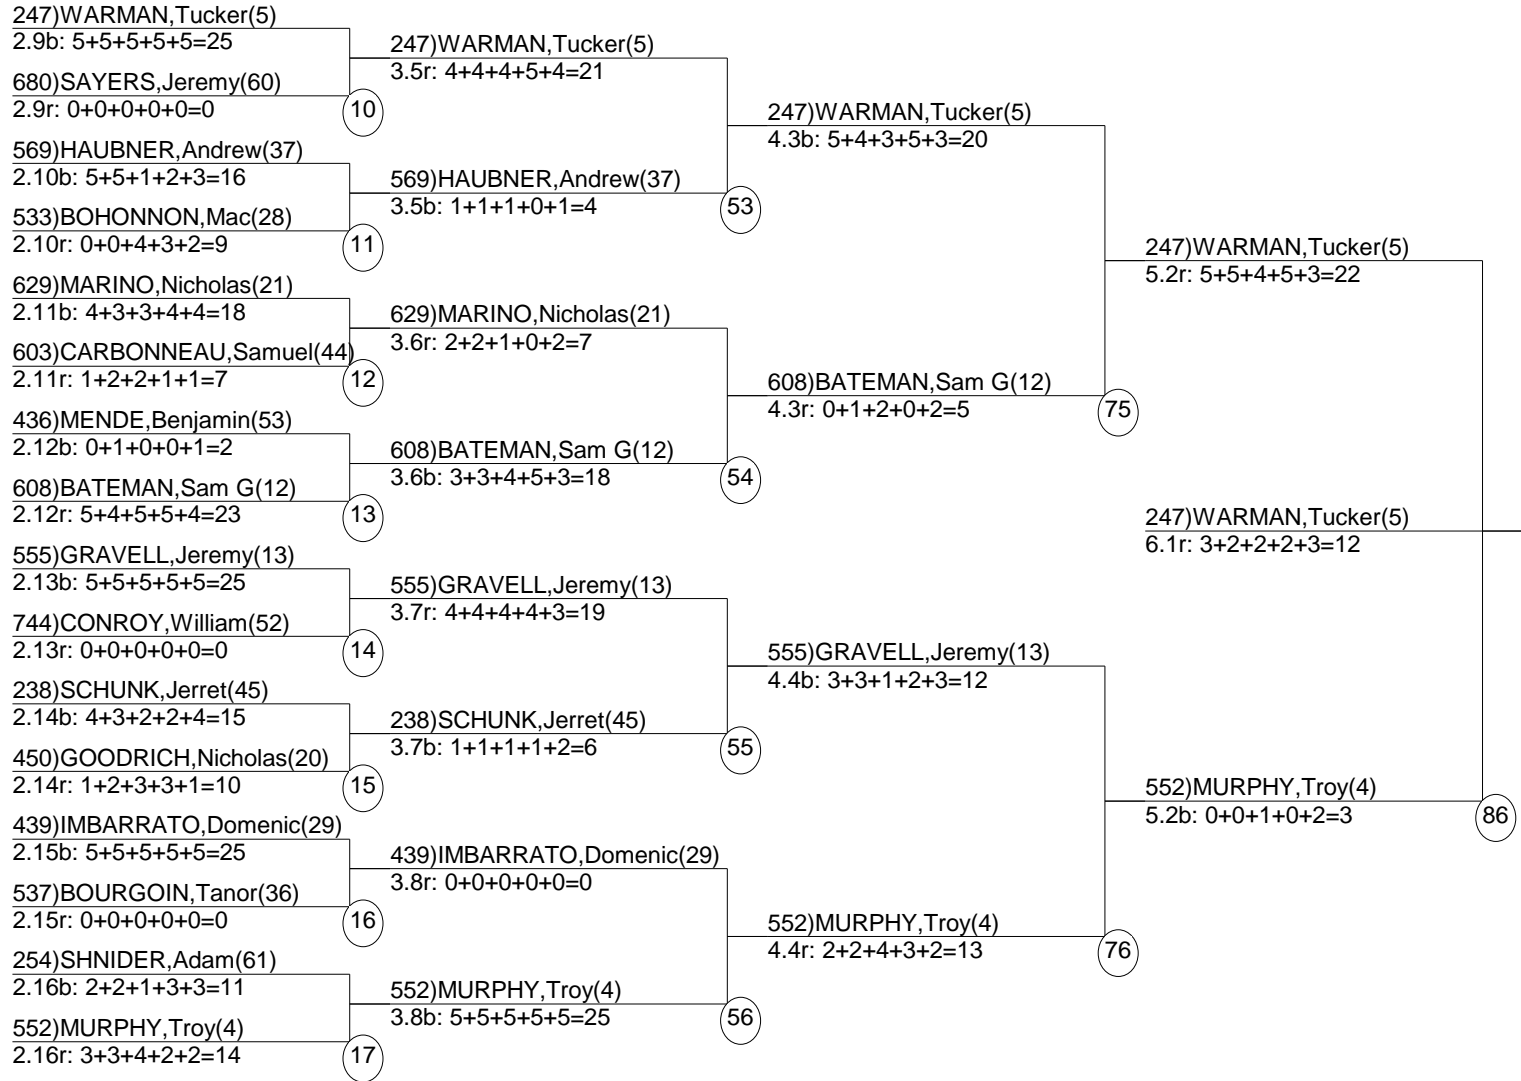 247)WARMAN,Tucker(5)
2.9b: 5+5+5+5+5=25
680)SAYERS,Jeremy(60)
2.9r: 0+0+0+0+0=0
10
569)HAUBNER,Andrew(37)
2.10b: 5+5+1+2+3=16
533)BOHONNON,Mac(28)
2.10r: 0+0+4+3+2=9
11
629)MARINO,Nicholas(21)
2.11b: 4+3+3+4+4=18
603)CARBONNEAU,Samuel(44)
2.11r: 1+2+2+1+1=7
12
436)MENDE,Benjamin(53)
2.12b: 0+1+0+0+1=2
608)BATEMAN,Sam G(12)
2.12r: 5+4+5+5+4=23
13
555)GRAVELL,Jeremy(13)
2.13b: 5+5+5+5+5=25
744)CONROY,William(52)
2.13r: 0+0+0+0+0=0
14
238)SCHUNK,Jerret(45)
2.14b: 4+3+2+2+4=15
450)GOODRICH,Nicholas(20)
2.14r: 1+2+3+3+1=10
15
439)IMBARRATO,Domenic(29)
2.15b: 5+5+5+5+5=25
537)BOURGOIN,Tanor(36)
2.15r: 0+0+0+0+0=0
16
254)SHNIDER,Adam(61)
2.16b: 2+2+1+3+3=11
552)MURPHY,Troy(4)
2.16r: 3+3+4+2+2=14
17
247)WARMAN,Tucker(5)
3.5r: 4+4+4+5+4=21
569)HAUBNER,Andrew(37)
3.5b: 1+1+1+0+1=4
53
629)MARINO,Nicholas(21)
3.6r: 2+2+1+0+2=7
608)BATEMAN,Sam G(12)
3.6b: 3+3+4+5+3=18
54
555)GRAVELL,Jeremy(13)
3.7r: 4+4+4+4+3=19
238)SCHUNK,Jerret(45)
3.7b: 1+1+1+1+2=6
55
439)IMBARRATO,Domenic(29)
3.8r: 0+0+0+0+0=0
552)MURPHY,Troy(4)
3.8b: 5+5+5+5+5=25
56
247)WARMAN,Tucker(5)
4.3b: 5+4+3+5+3=20
608)BATEMAN,Sam G(12)
4.3r: 0+1+2+0+2=5
75
555)GRAVELL,Jeremy(13)
4.4b: 3+3+1+2+3=12
552)MURPHY,Troy(4)
4.4r: 2+2+4+3+2=13
76
247)WARMAN,Tucker(5)
5.2r: 5+5+4+5+3=22
247)WARMAN,Tucker(5)
6.1r: 3+2+2+2+3=12
552)MURPHY,Troy(4)
5.2b: 0+0+1+0+2=3
86